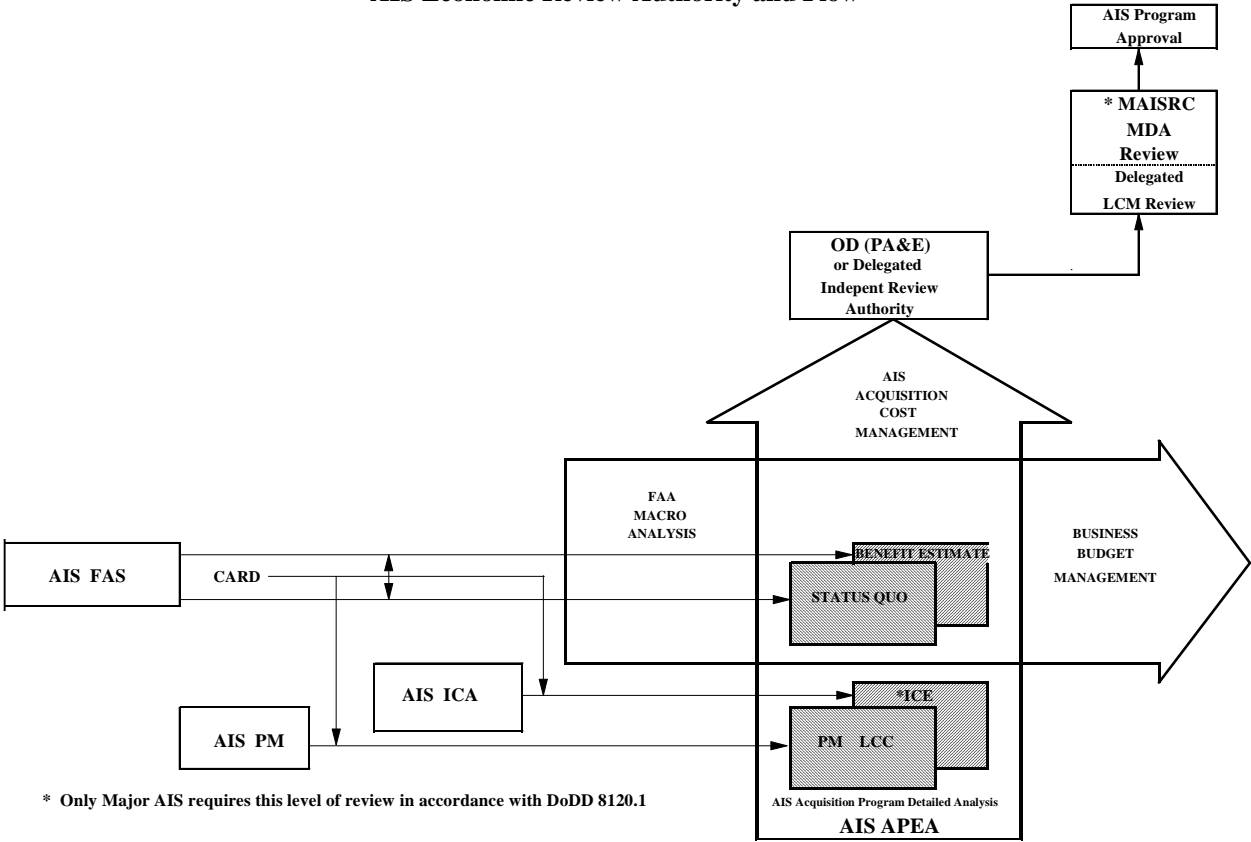 AIS Economic Review Authority and Flow
AIS Program
Approval
* MAISRC
MDA
Review
Delegated
LCM Review
OD (PA&E)
or Delegated
Indepent Review
Authority
AIS
ACQUISITION
COST
MANAGEMENT
FAA
MACRO
ANALYSIS
BUSINESS
BUDGET
MANAGEMENT
AIS FAS
CARD
BENEFIT ESTIMATE
STATUS QUO
AIS ICA
*ICE
AIS PM
PM LCC
* Only Major AIS requires this level of review in accordance with DoDD 8120.1
AIS Acquisition Program Detailed Analysis
AIS APEA